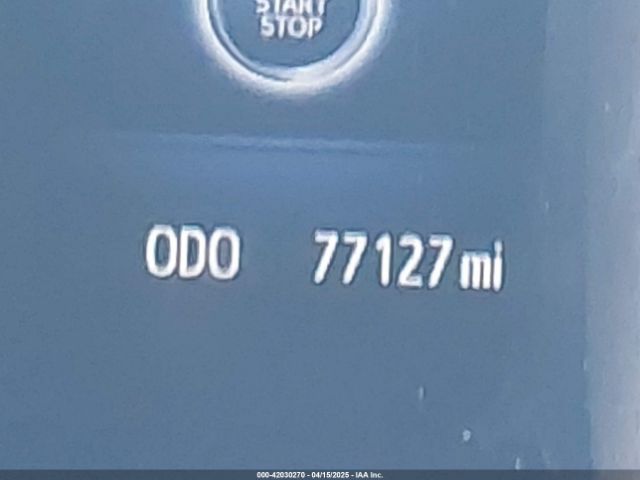 START
STOP
ODO 77127 mi
000-42030270 - 04/15/2025 - IAA Inc.